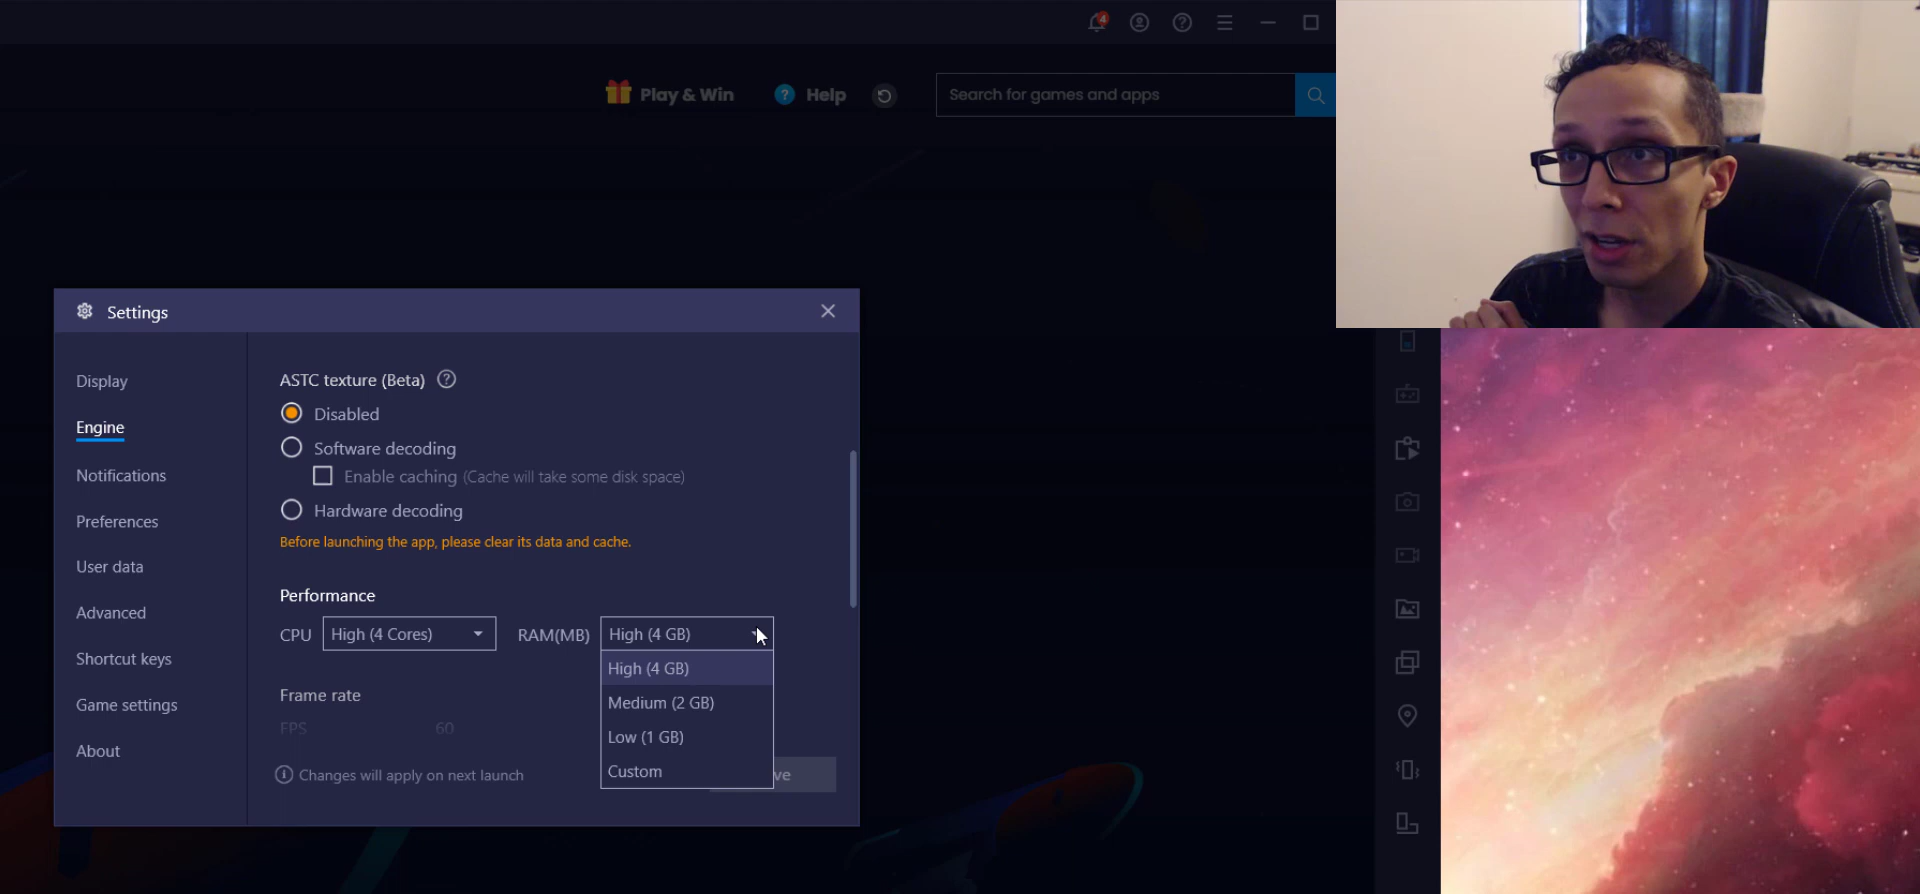 4
Play & Win
? Help
Search for games and apps
Settings
Display
Engine
Notifications
Preferences
User data
Advanced
Shortcut keys
Game settings
About
ASTC texture (Beta) ?
Disabled
Software decoding
Enable caching (Cache will take some disk space)
Hardware decoding
Before launching the app, please clear its data and cache.
Performance
CPU High (4 Cores) RAM(MB) High (4 GB)
High (4 GB)
Medium (2 GB)
Low (1 GB)
Custom
Frame rate
FPS 60
Changes will apply on next launch
ve